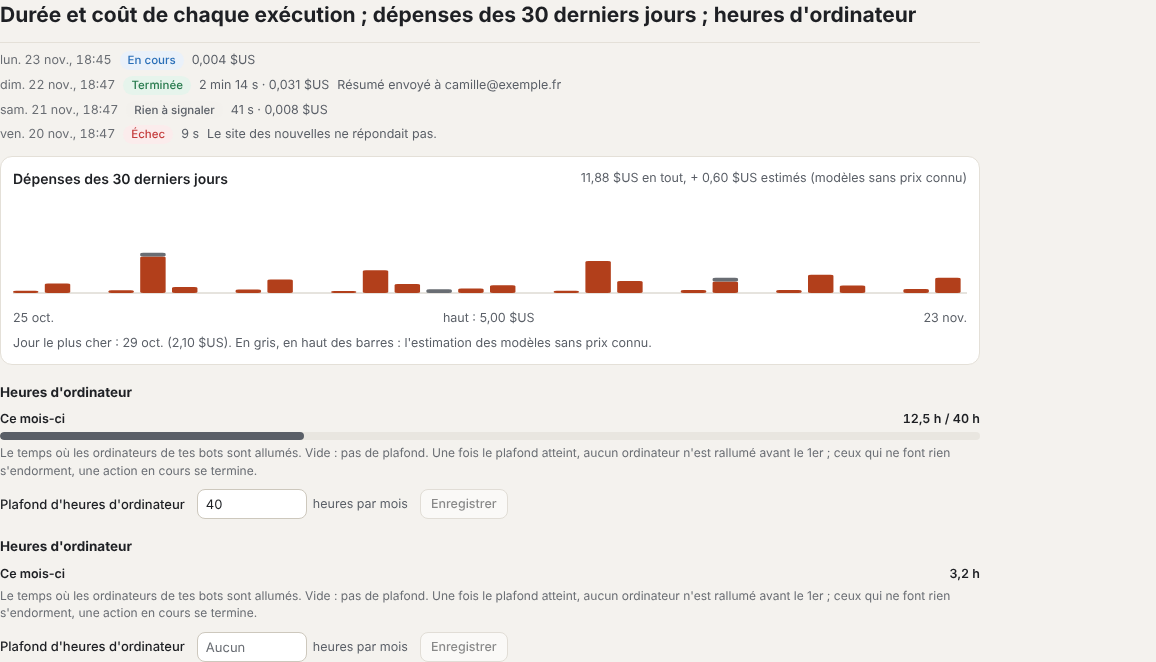 Durée et coût de chaque exécution ; dépenses des 30 derniers jours ; heures d'ordinateur
lun. 23 nov., 18:45 En cours 0,004 $US
dim. 22 nov., 18:47 Terminée 2 min 14 s · 0,031 $US Résumé envoyé à camille@exemple.fr
sam. 21 nov., 18:47 Rien à signaler 41 s · 0,008 $US
ven. 20 nov., 18:47 Échec 9 s Le site des nouvelles ne répondait pas.
Dépenses des 30 derniers jours 11,88 $US en tout, + 0,60 $US estimés (modèles sans prix connu)
25 oct. haut : 5,00 $US 23 nov.
Jour le plus cher : 29 oct. (2,10 $US). En gris, en haut des barres : l'estimation des modèles sans prix connu.
Heures d'ordinateur
Ce mois-ci 12,5 h / 40 h
Le temps où les ordinateurs de tes bots sont allumés. Vide : pas de plafond. Une fois le plafond atteint, aucun ordinateur n'est rallumé avant le 1er ; ceux qui ne font rien
s'endorment, une action en cours se termine.
Plafond d'heures d'ordinateur 40 heures par mois Enregistrer
Heures d'ordinateur
Ce mois-ci 3,2 h
Le temps où les ordinateurs de tes bots sont allumés. Vide : pas de plafond. Une fois le plafond atteint, aucun ordinateur n'est rallumé avant le 1er ; ceux qui ne font rien
s'endorment, une action en cours se termine.
Plafond d'heures d'ordinateur Aucun heures par mois Enregistrer